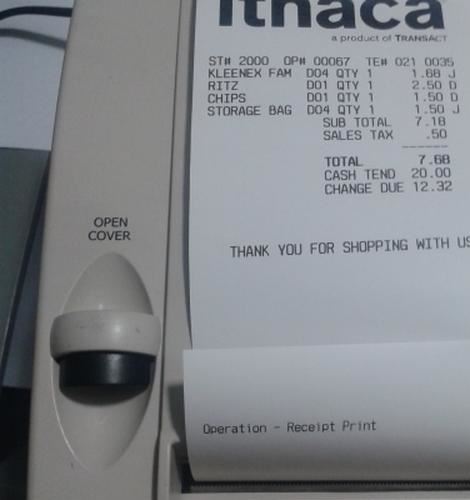 Ithaca
a product of TRANSACT
ST# 2000 OP# 00067 TE# 021 0035
KLEENEX FAM D04 QTY 1 1.68 J
RITZ D01 QTY 1 2.50 D
CHIPS D01 QTY 1 1.50 D
STORAGE BAG D04 QTY 1 1.50 J
SUB TOTAL 7.18
SALES TAX .50
------
TOTAL 7.68
CASH TEND 20.00
CHANGE DUE 12.32
THANK YOU FOR SHOPPING WITH US
Operation - Receipt Print
OPEN
COVER